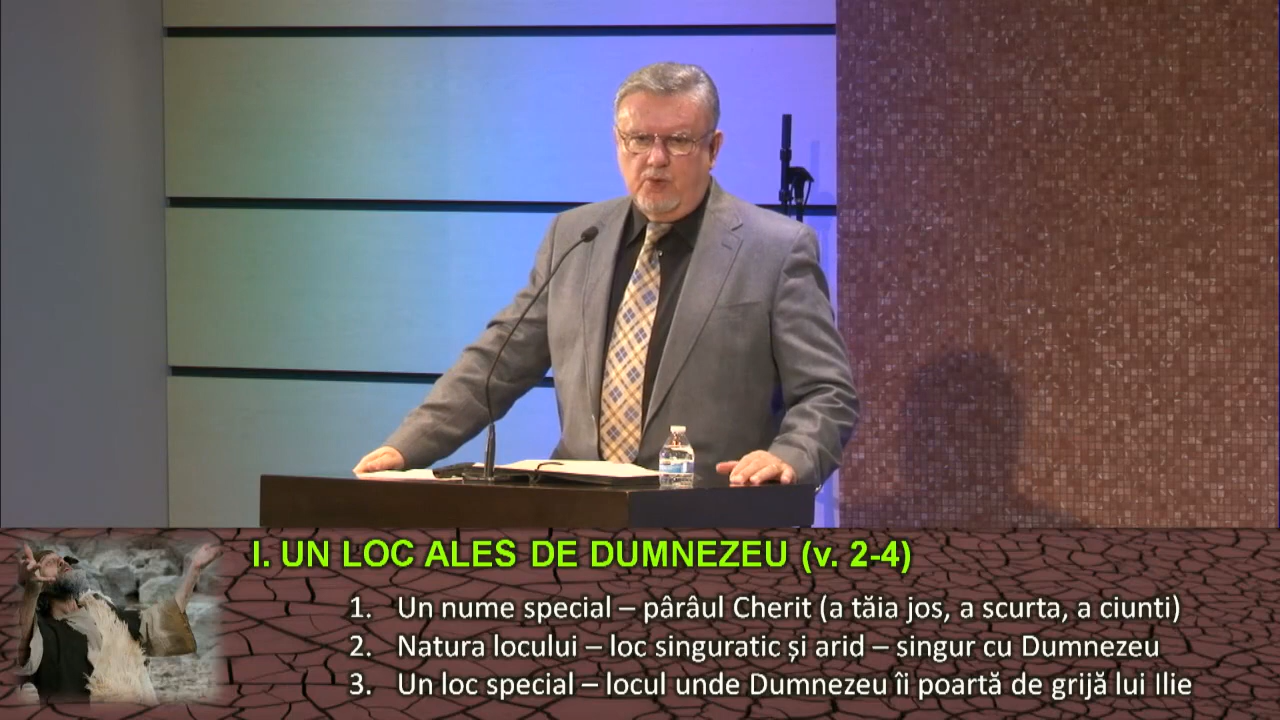 I. UN LOC ALES DE DUMNEZEU (v. 2-4)
1. Un nume special – pârâul Cherit (a tăia jos, a scurta, a ciunti)
2. Natura locului – loc singuratic și arid – singur cu Dumnezeu
3. Un loc special – locul unde Dumnezeu îi poartă de grijă lui Ilie